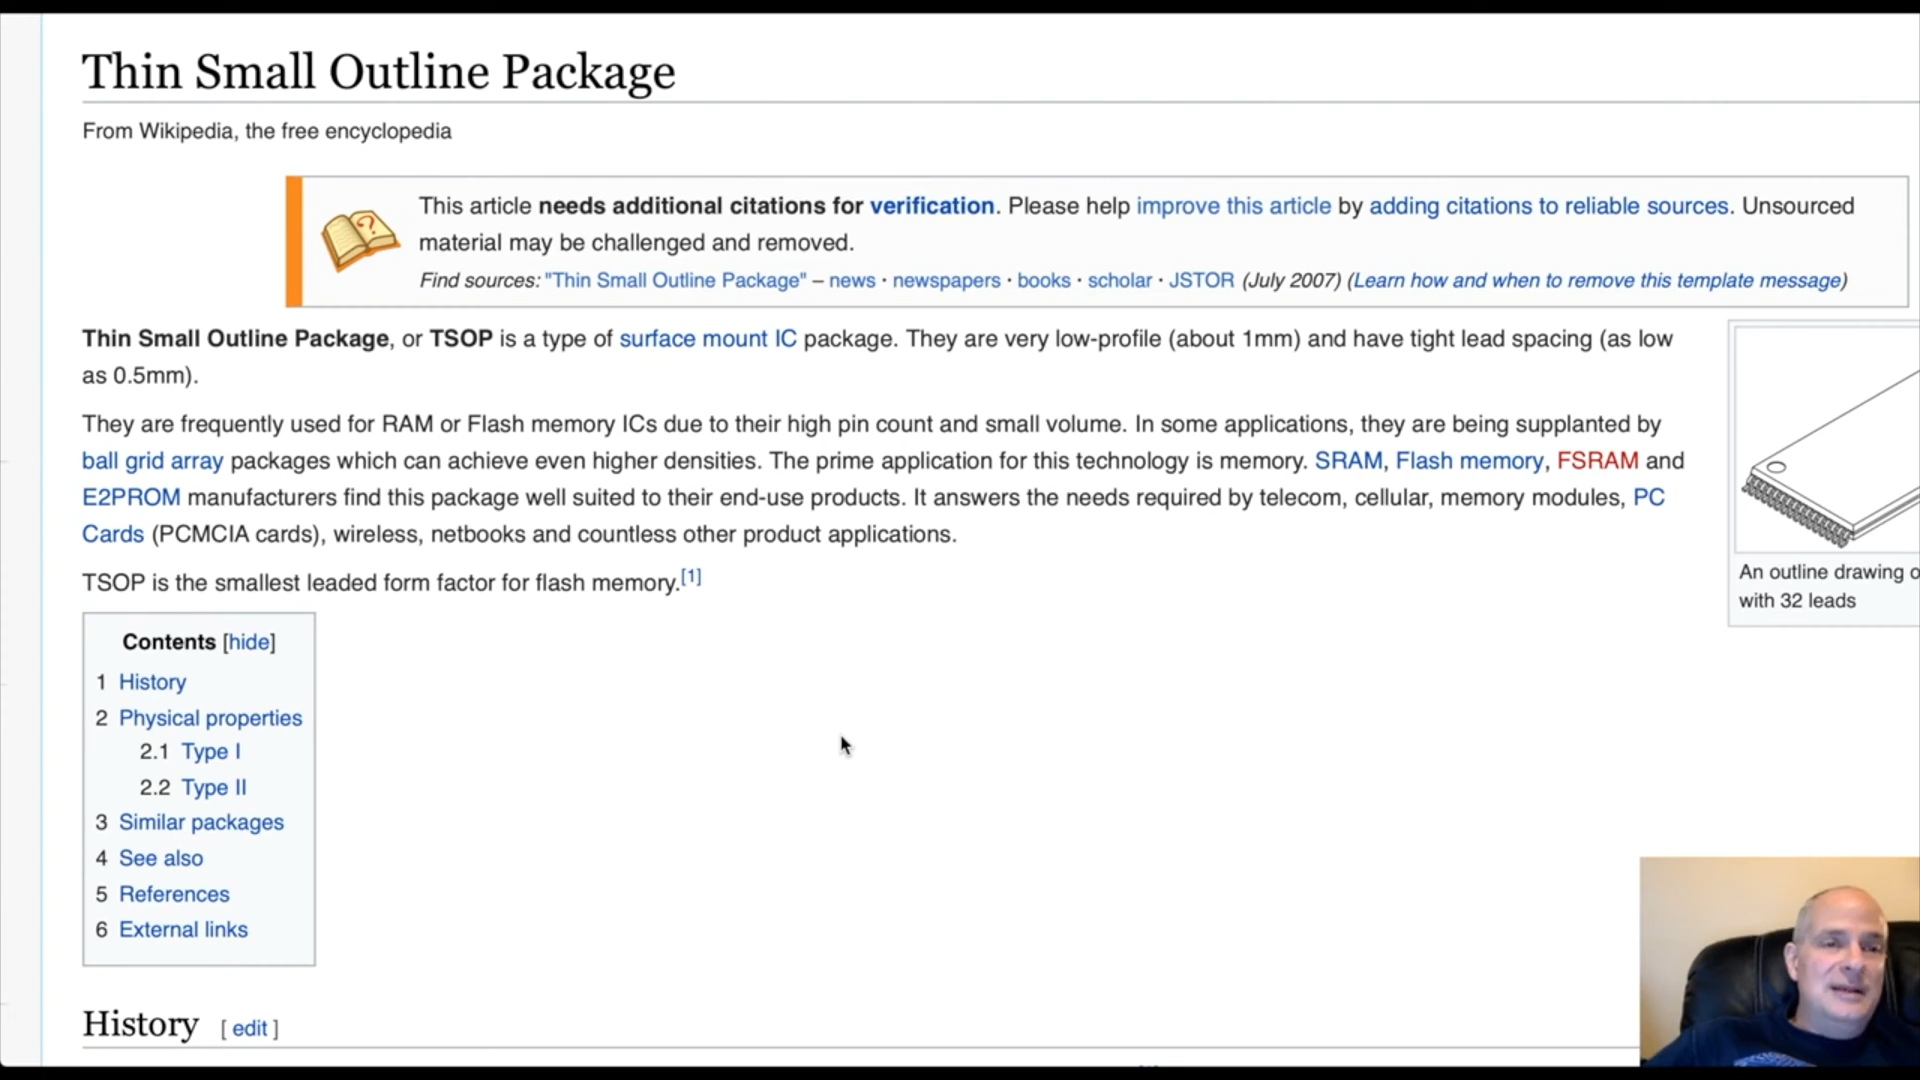 Thin Small Outline Package
From Wikipedia, the free encyclopedia
This article needs additional citations for verification. Please help improve this article by adding citations to reliable sources. Unsourced
material may be challenged and removed.
Find sources: "Thin Small Outline Package" – news · newspapers · books · scholar · JSTOR (July 2007) (Learn how and when to remove this template message)
Thin Small Outline Package, or TSOP is a type of surface mount IC package. They are very low-profile (about 1mm) and have tight lead spacing (as low
as 0.5mm).
They are frequently used for RAM or Flash memory ICs due to their high pin count and small volume. In some applications, they are being supplanted by
ball grid array packages which can achieve even higher densities. The prime application for this technology is memory. SRAM, Flash memory, FSRAM and
E2PROM manufacturers find this package well suited to their end-use products. It answers the needs required by telecom, cellular, memory modules, PC
Cards (PCMCIA cards), wireless, netbooks and countless other product applications.
TSOP is the smallest leaded form factor for flash memory.[1]
An outline drawing
with 32 leads
Contents [hide]
1 History
2 Physical properties
2.1 Type I
2.2 Type II
3 Similar packages
4 See also
5 References
6 External links
History [ edit ]